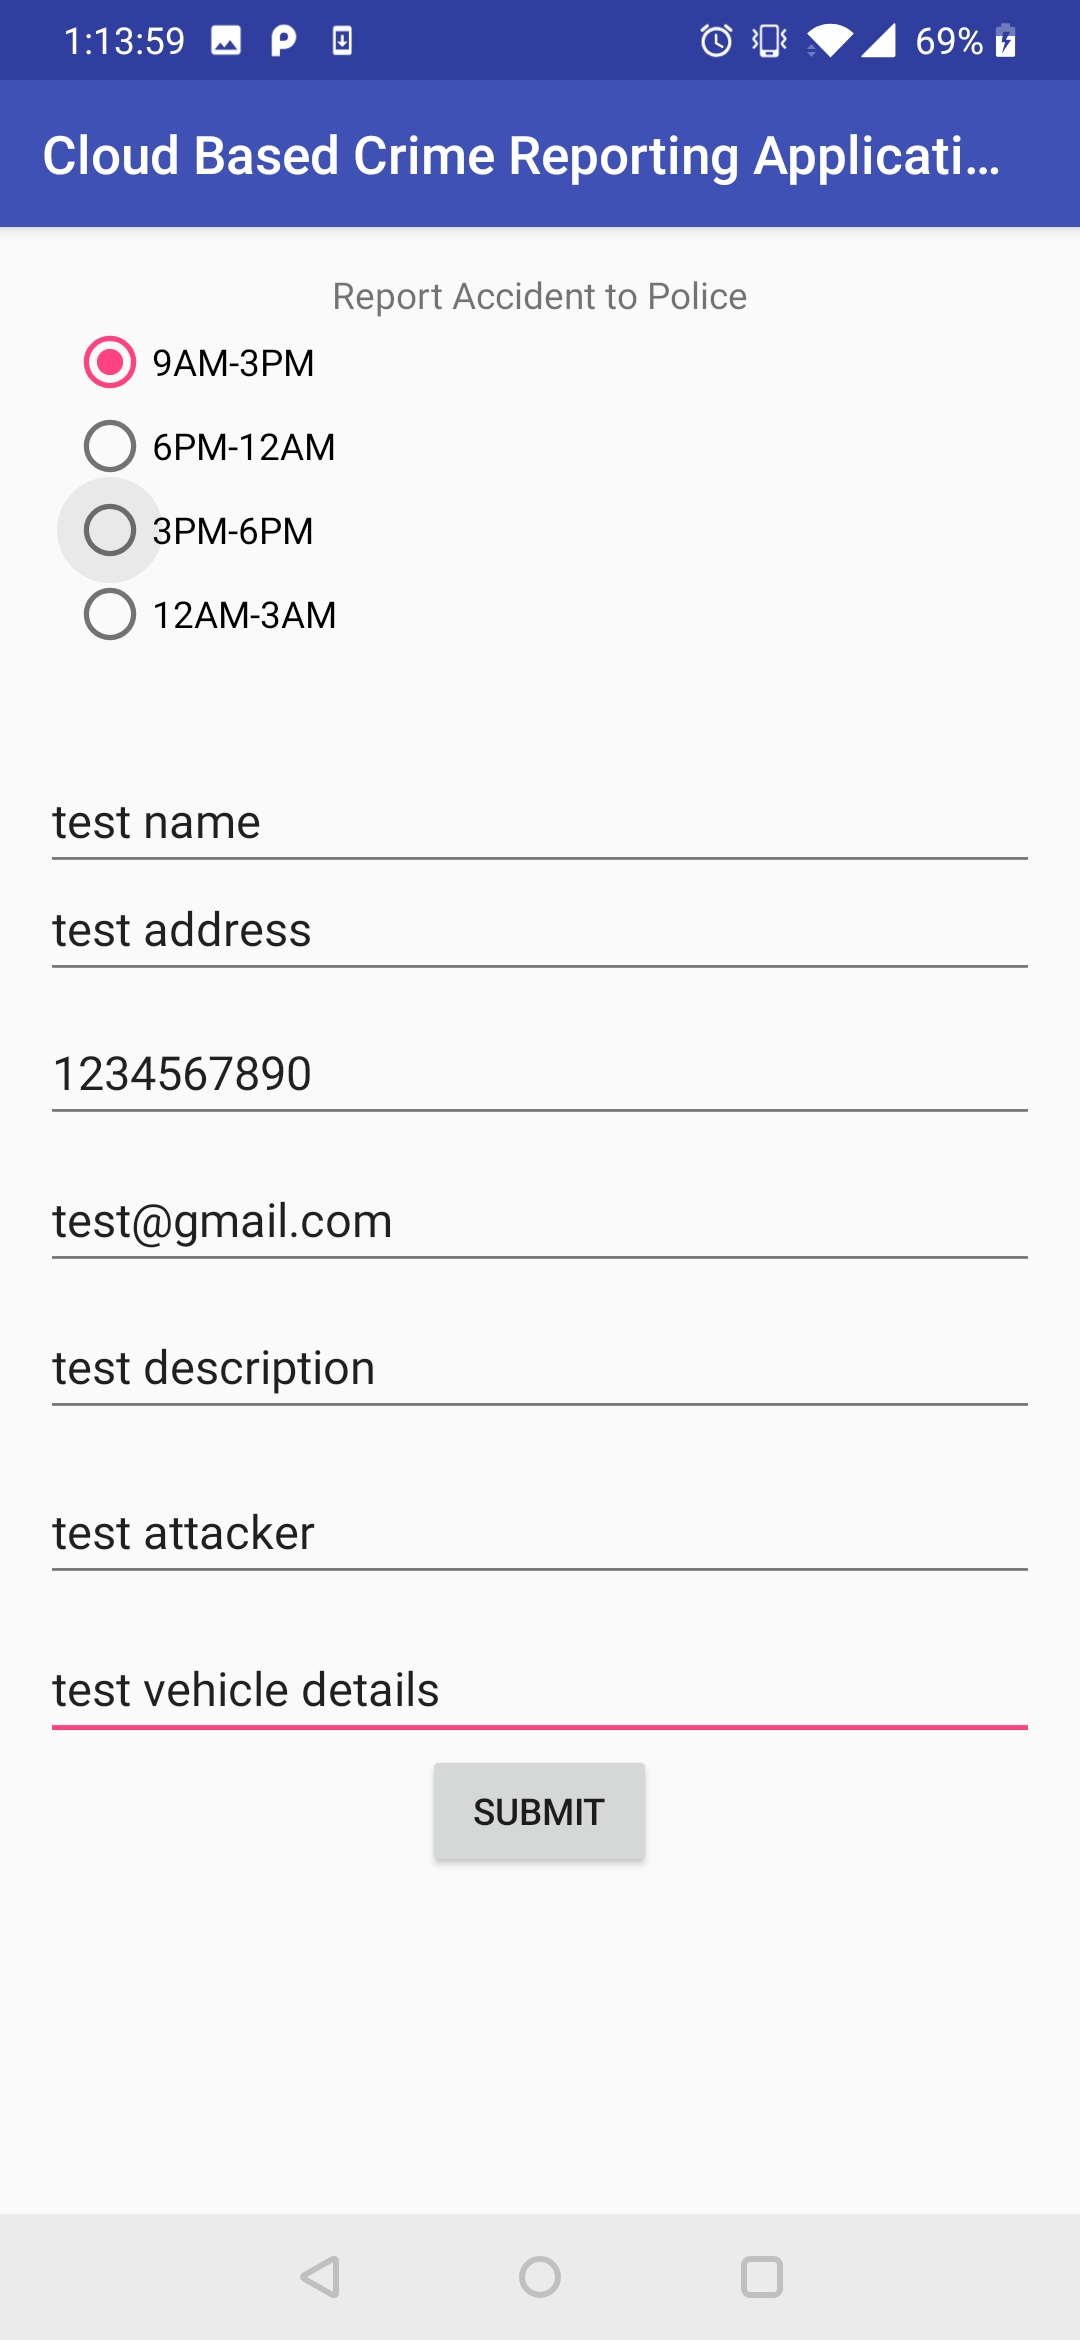 1:13:59 69%
Cloud Based Crime Reporting Applicati...
Report Accident to Police
9AM-3PM
6PM-12AM
3PM-6PM
12AM-3AM
test name
test address
1234567890
test@gmail.com
test description
test attacker
test vehicle details
SUBMIT